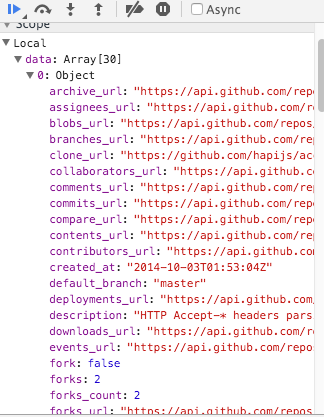 Async
Scope
Local
data: Array[30]
0: Object
archive_url: "https://api.github.com/repo
assignees_url: "https://api.github.com/re
blobs_url: "https://api.github.com/repos/
branches_url: "https://api.github.com/rep
clone_url: "https://github.com/hapijs/acc
collaborators_url: "https://api.github.co
comments_url: "https://api.github.com/rep
commits_url: "https://api.github.com/repo
compare_url: "https://api.github.com/repo
contents_url: "https://api.github.com/rep
contributors_url: "https://api.github.com
created_at: "2014-10-03T01:53:04Z"
default_branch: "master"
deployments_url: "https://api.github.com/
description: "HTTP Accept-* headers pars
downloads_url: "https://api.github.com/re
events_url: "https://api.github.com/repos
fork: false
forks: 2
forks_count: 2
forks_url: "https://api.github.com/repos/